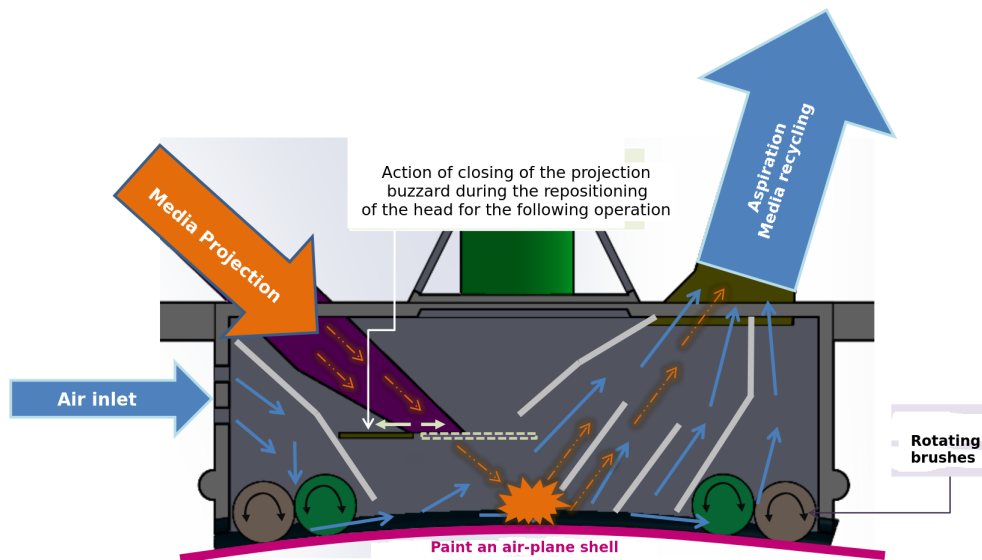 Aspiration
Media recycling
Action of closing of the projection
buzzard during the repositioning
of the head for the following operation
Media Projection
Air inlet
Rotating
brushes
Paint an air-plane shell